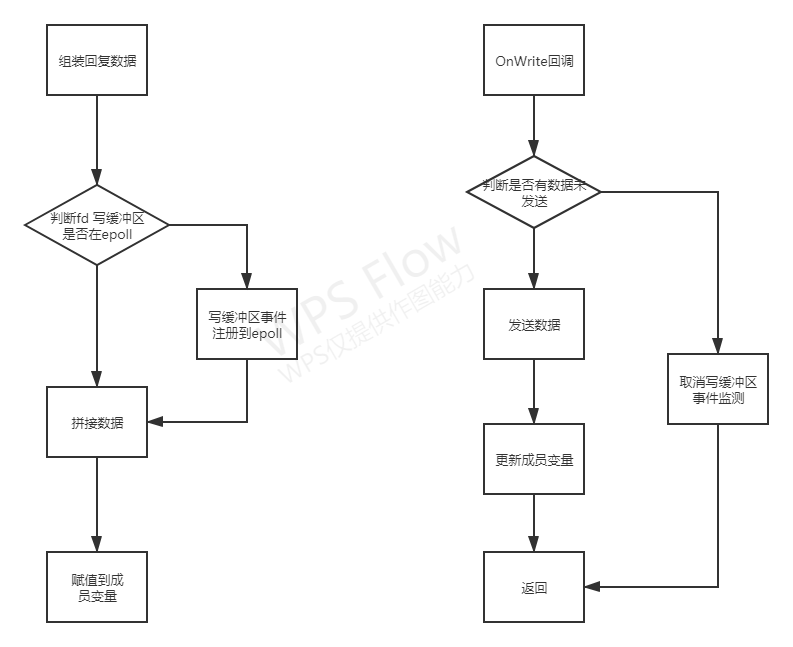 组装回复数据
判断fd 写缓冲区
是否在epoll
写缓冲区事件
注册到epoll
拼接数据
赋值到成
员变量
OnWrite回调
判断是否有数据未
发送
发送数据
更新成员变量
返回
取消写缓冲区
事件监测
WPS Flow
WPS仅提供作图能力